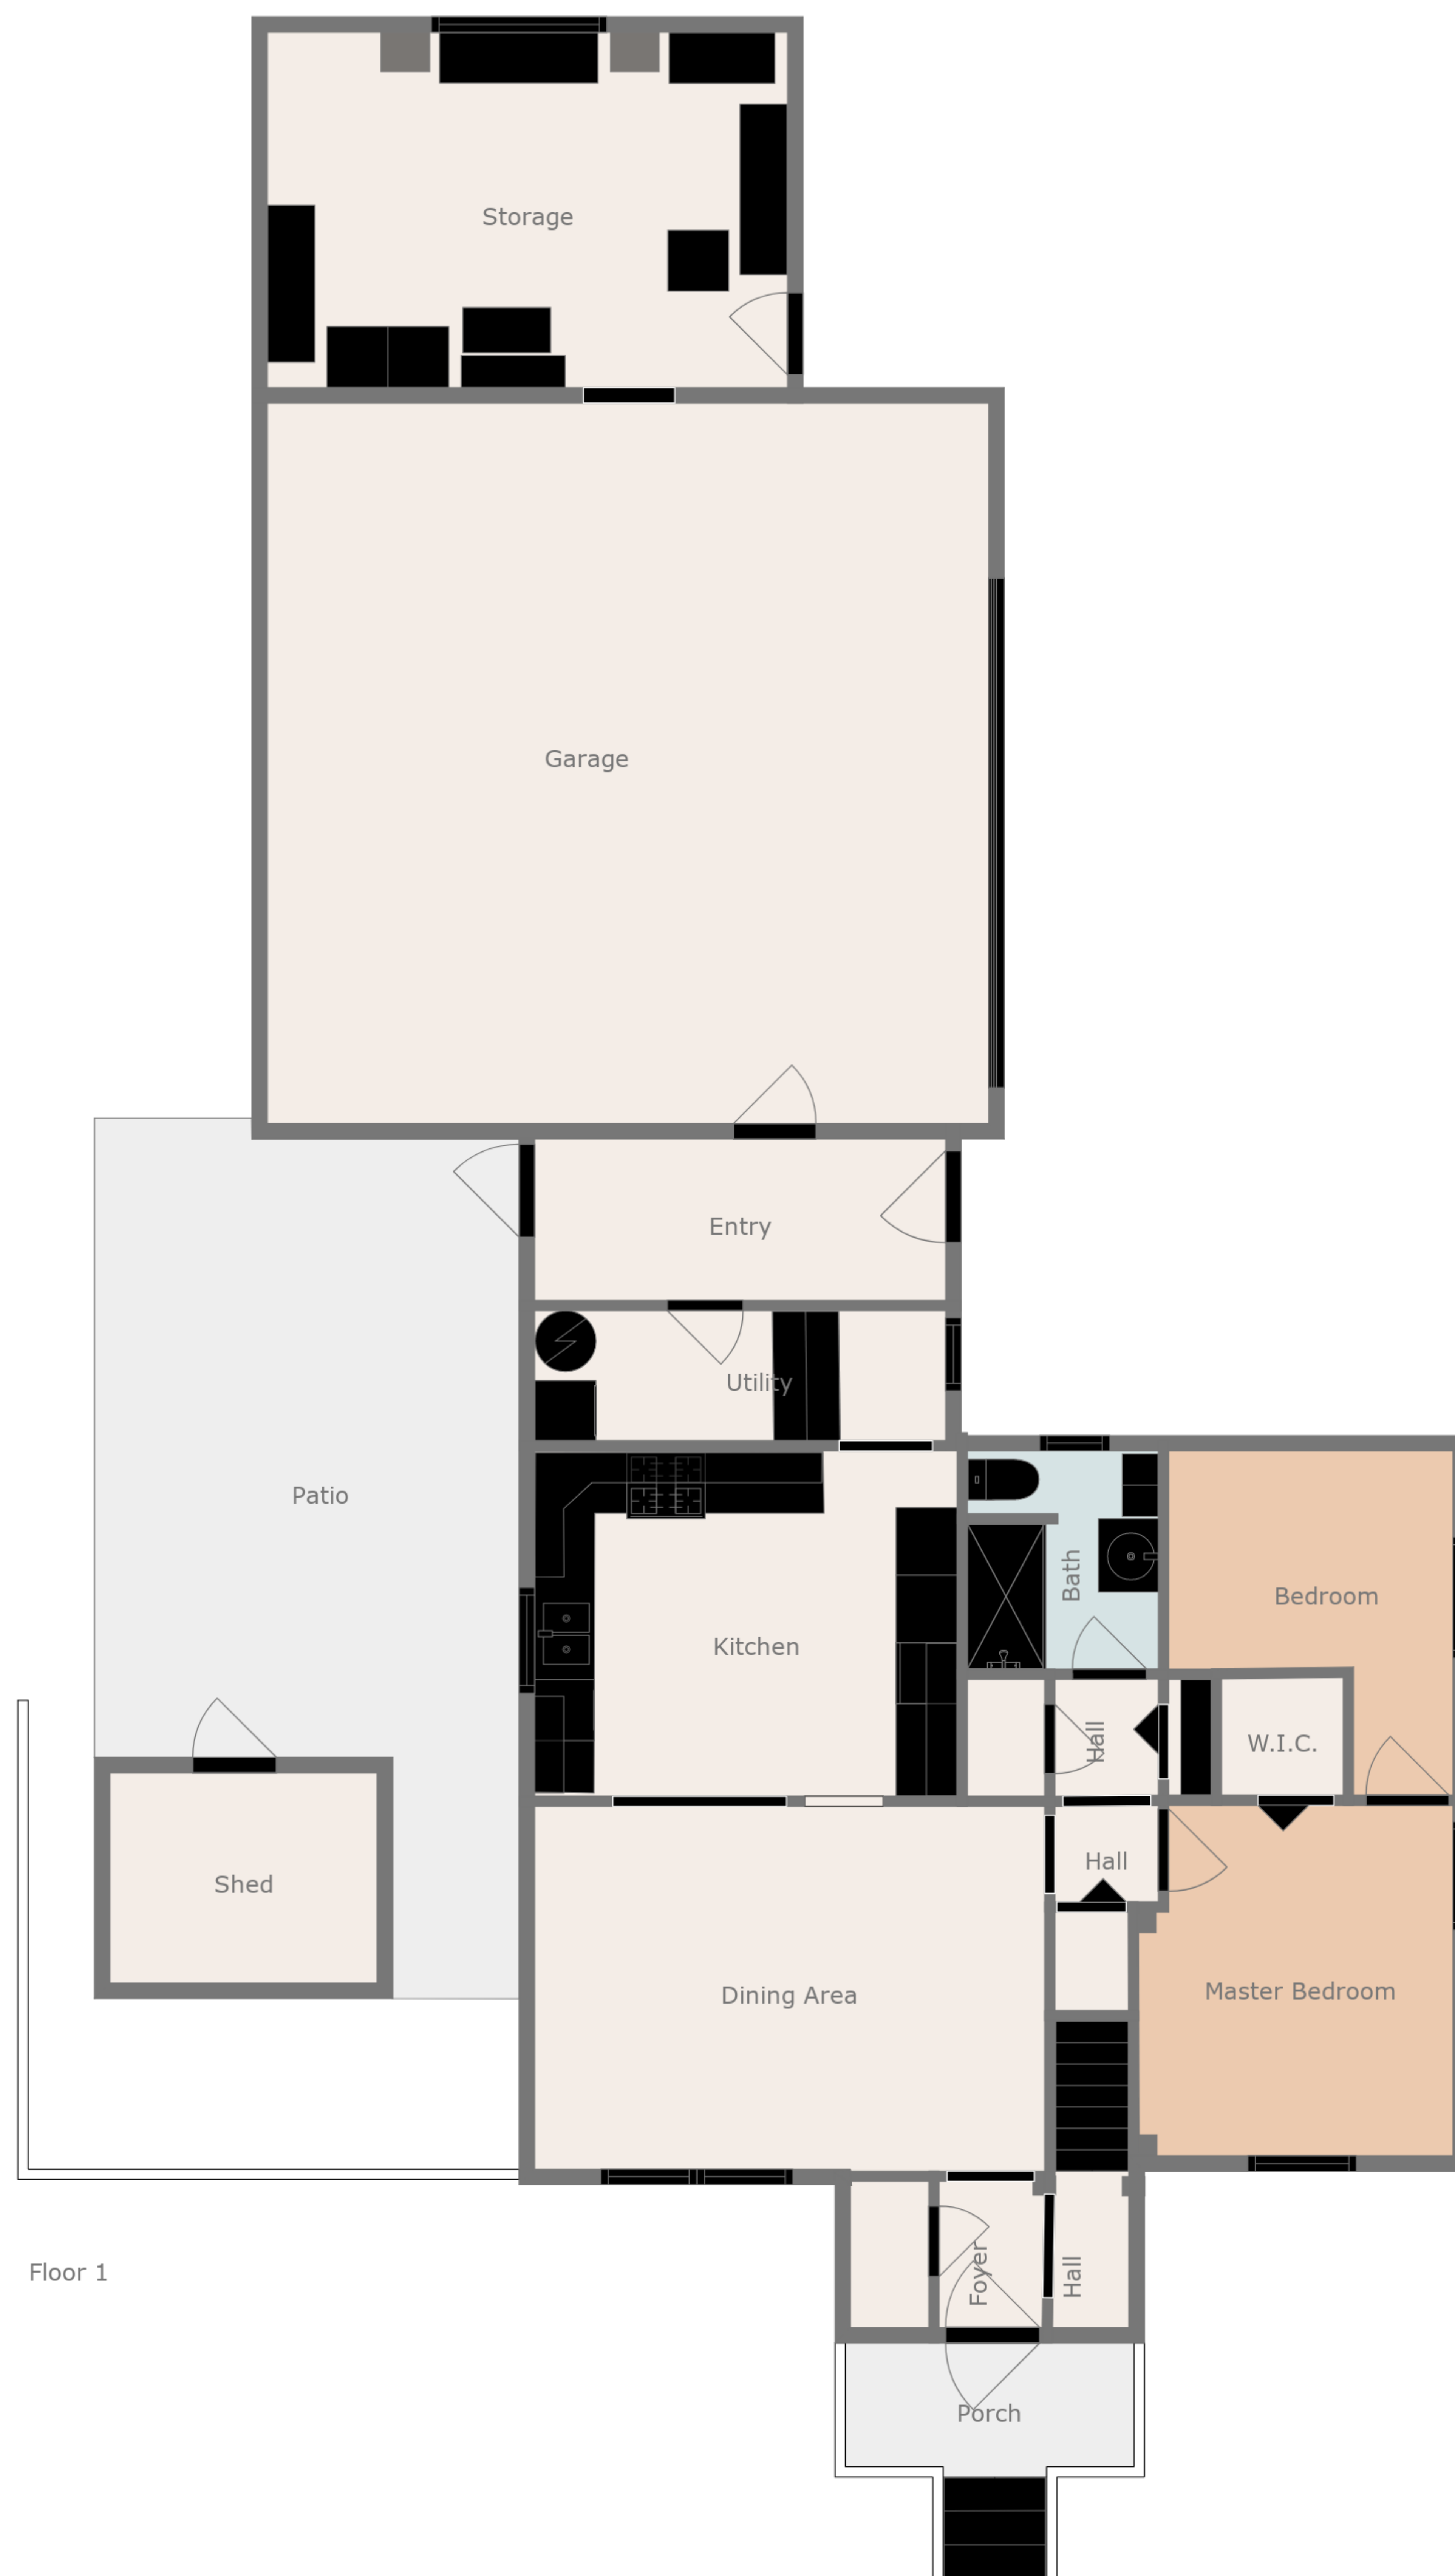 Storage
Garage
Entry
Utility
Patio
Kitchen
Bath
Bedroom
Hall
W.I.C.
Hall
Shed
Dining Area
Master Bedroom
Foyer
Hall
Floor 1
Porch